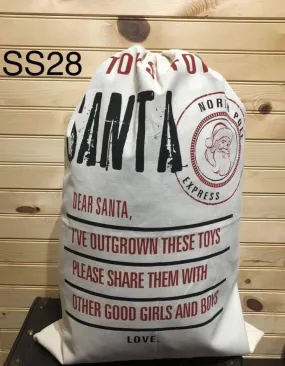 SS28
SANTA
NORTH POLE
EXPRESS
DEAR SANTA,
I'VE OUTGROWN THESE TOYS
PLEASE SHARE THEM WITH
OTHER GOOD GIRLS AND BOYS
LOVE,